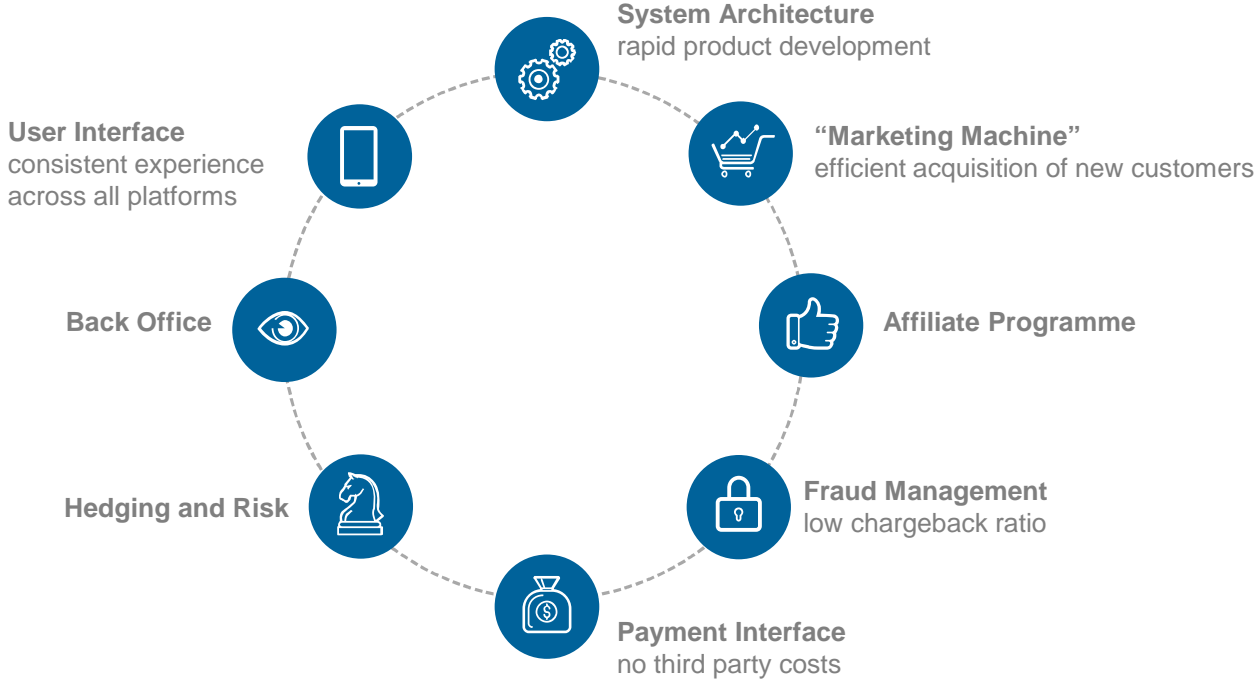 System Architecture
rapid product development
User Interface
consistent experience
across all platforms
“Marketing Machine”
efficient acquisition of new customers
Back Office
Affiliate Programme
Hedging and Risk
Fraud Management
low chargeback ratio
$
Payment Interface
no third party costs